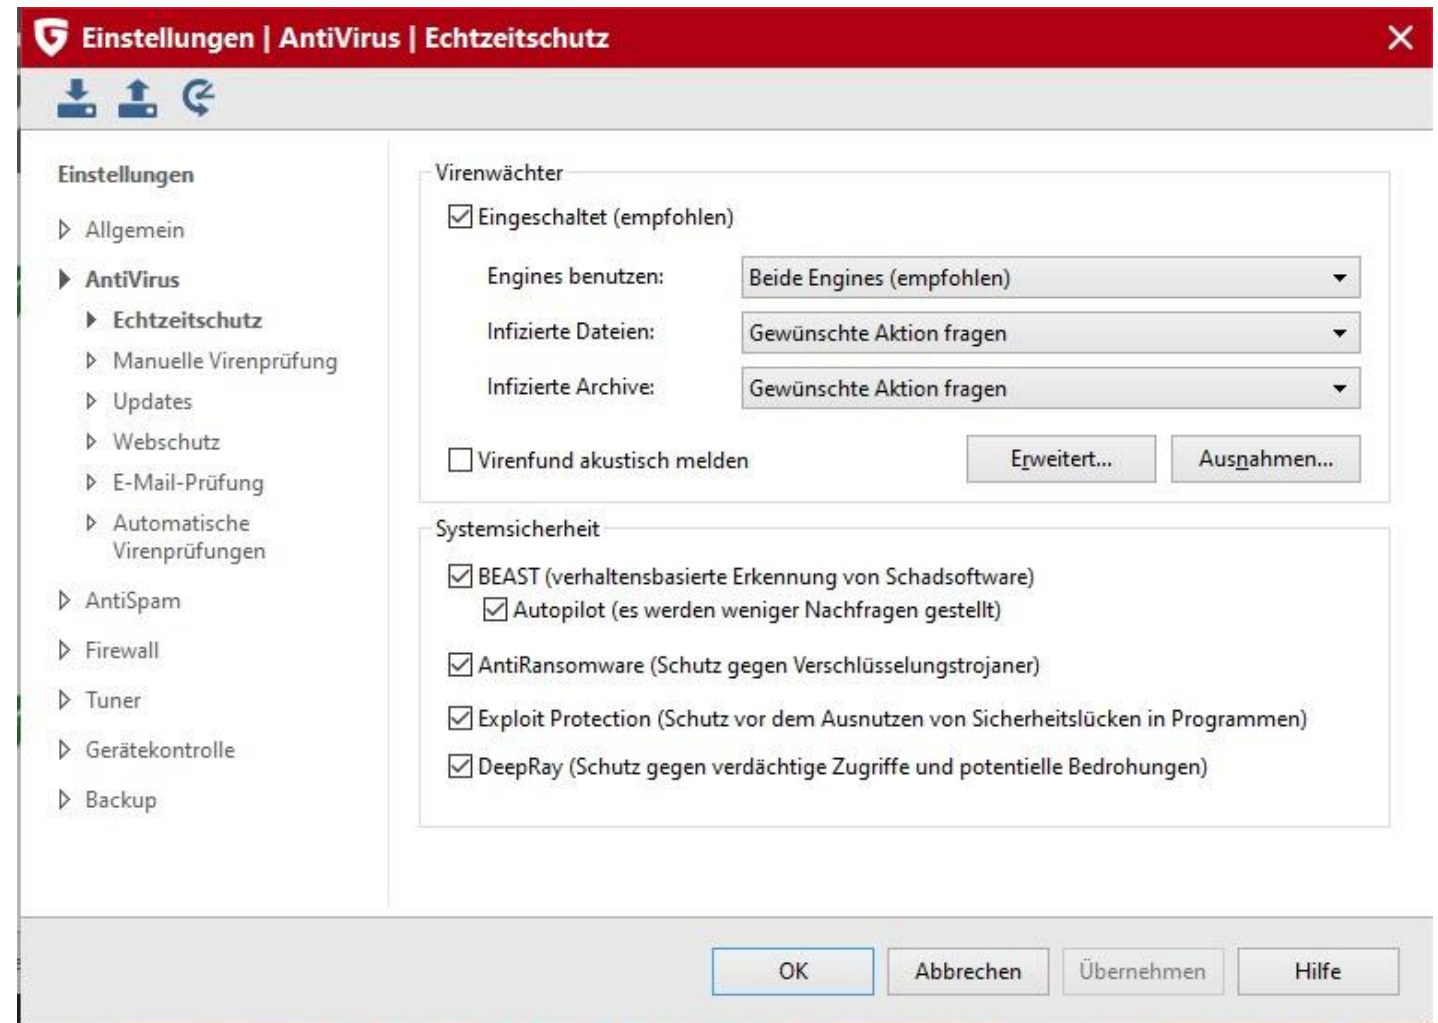 Einstellungen | AntiVirus | Echtzeitschutz
Einstellungen
Allgemein
AntiVirus
Echtzeitschutz
Manuelle Virenprüfung
Updates
Webschutz
E-Mail-Prüfung
Automatische
Virenprüfungen
AntiSpam
Firewall
Tuner
Gerätekontrolle
Backup
Virenwächter
Eingeschaltet (empfohlen)
Engines benutzen: Beide Engines (empfohlen)
Infizierte Dateien: Gewünschte Aktion fragen
Infizierte Archive: Gewünschte Aktion fragen
Virenfund akustisch melden Erweitert... Ausnahmen...
Systemsicherheit
BEAST (verhaltensbasierte Erkennung von Schadsoftware)
Autopilot (es werden weniger Nachfragen gestellt)
AntiRansomware (Schutz gegen Verschlüsselungstrojaner)
Exploit Protection (Schutz vor dem Ausnutzen von Sicherheitslücken in Programmen)
DeepRay (Schutz gegen verdächtige Zugriffe und potentielle Bedrohungen)
OK Abbrechen Übernehmen Hilfe